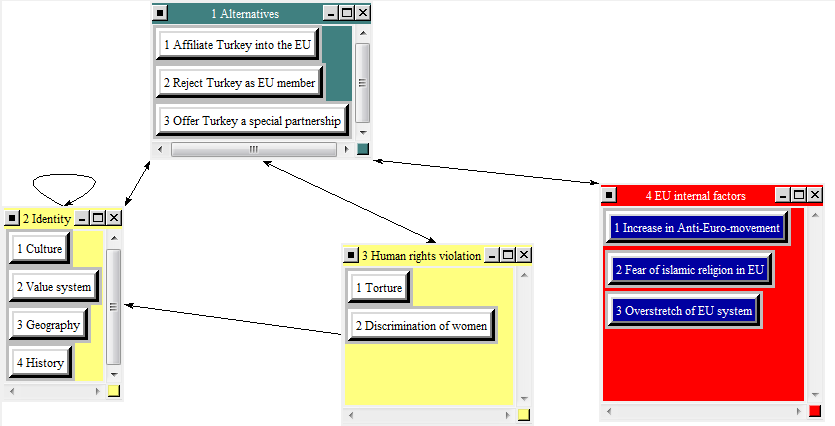 1 Alternatives
1 Affiliate Turkey into the EU
2 Reject Turkey as EU member
3 Offer Turkey a special partnership
2 Identity
1 Culture
2 Value system
3 Geography
4 History
3 Human rights violation
1 Torture
2 Discrimination of women
4 EU internal factors
1 Increase in Anti-Euro-movement
2 Fear of islamic religion in EU
3 Overstretch of EU system